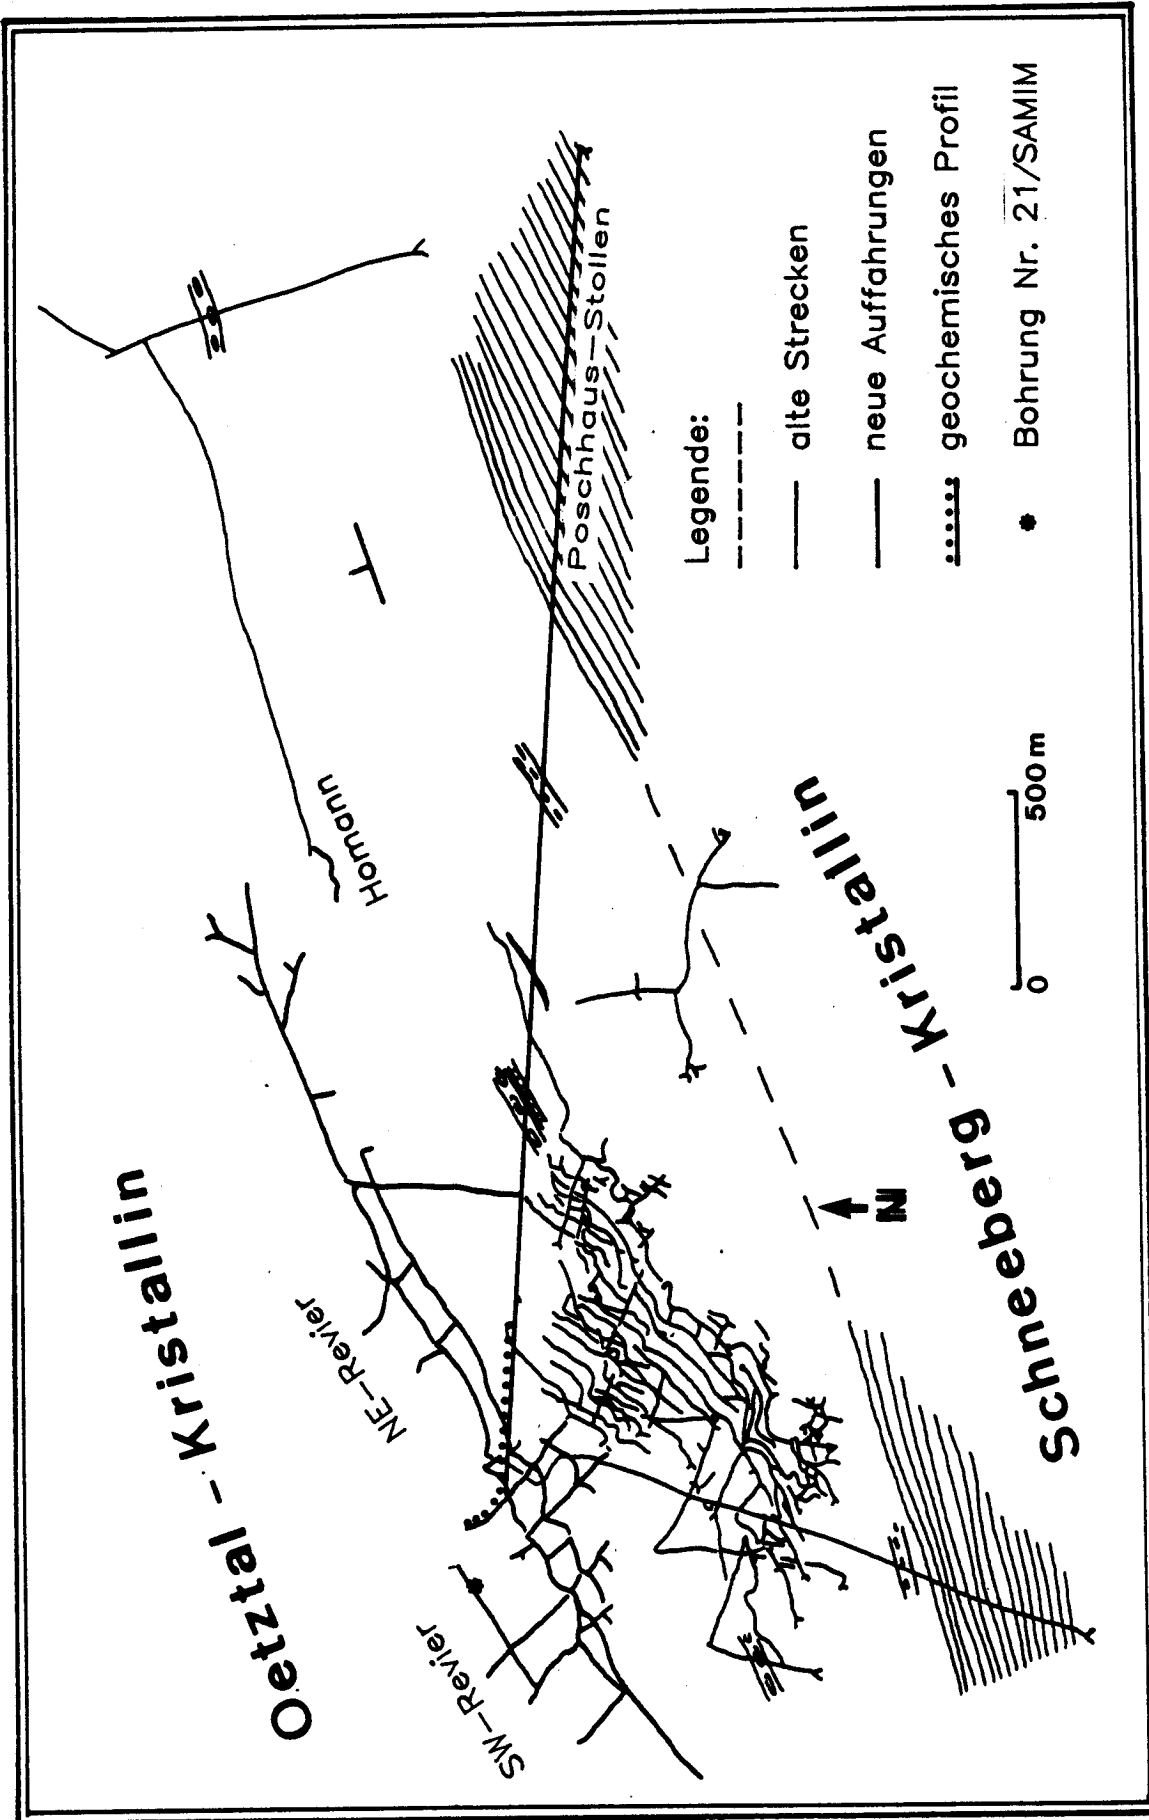 Oetztal - Kristallin
Homann
NE-Revier
SW-Revier
Poschhaus-Stollen
Schneeberg - Kristallin
N
0 500 m
Legende:
alte Strecken
neue Auffahrungen
geochemisches Profil
* Bohrung Nr. 21/SAMIM